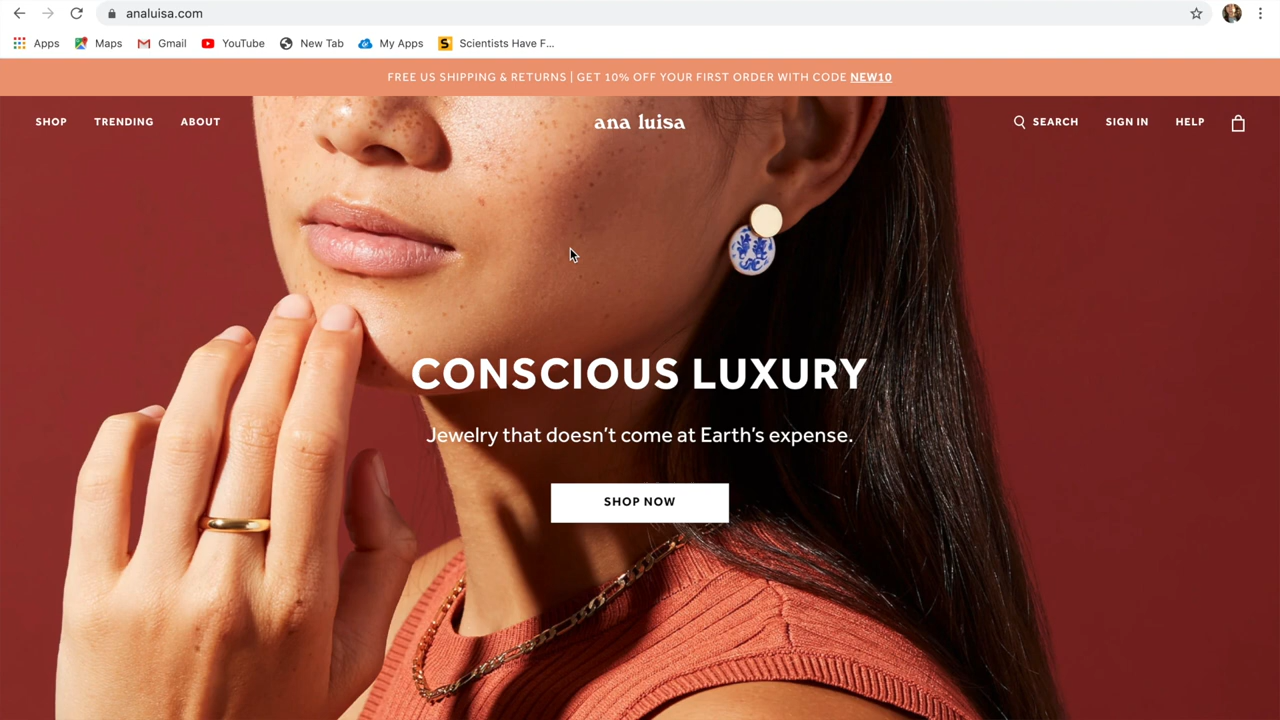 analuisa.com
Apps Maps Gmail YouTube New Tab My Apps Scientists Have F...
FREE US SHIPPING & RETURNS | GET 10% OFF YOUR FIRST ORDER WITH CODE NEW10
SHOP TRENDING ABOUT ana luisa SEARCH SIGN IN HELP
CONSCIOUS LUXURY
Jewelry that doesn't come at Earth's expense.
SHOP NOW